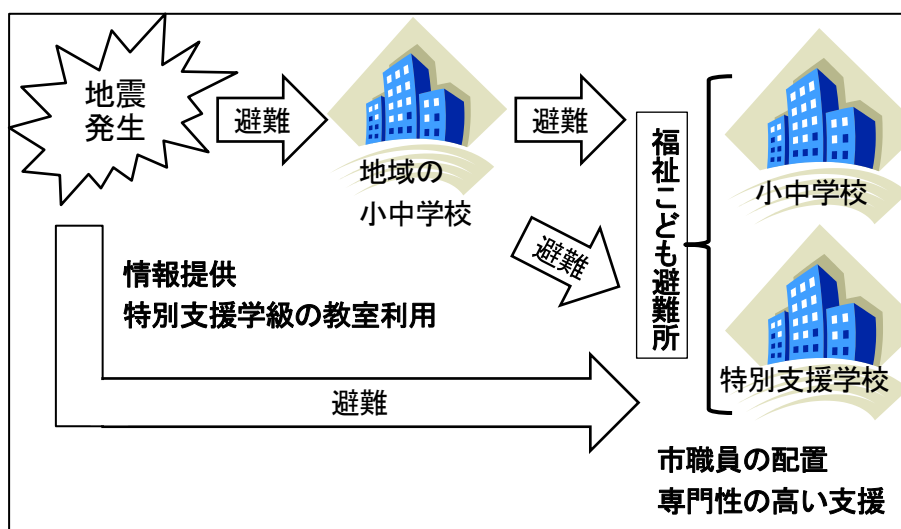 地震
発生
避難
地域の
小中学校
避難
避難
福祉こども避難所
小中学校
特別支援学校
情報提供
特別支援学級の教室利用
避難
市職員の配置
専門性の高い支援